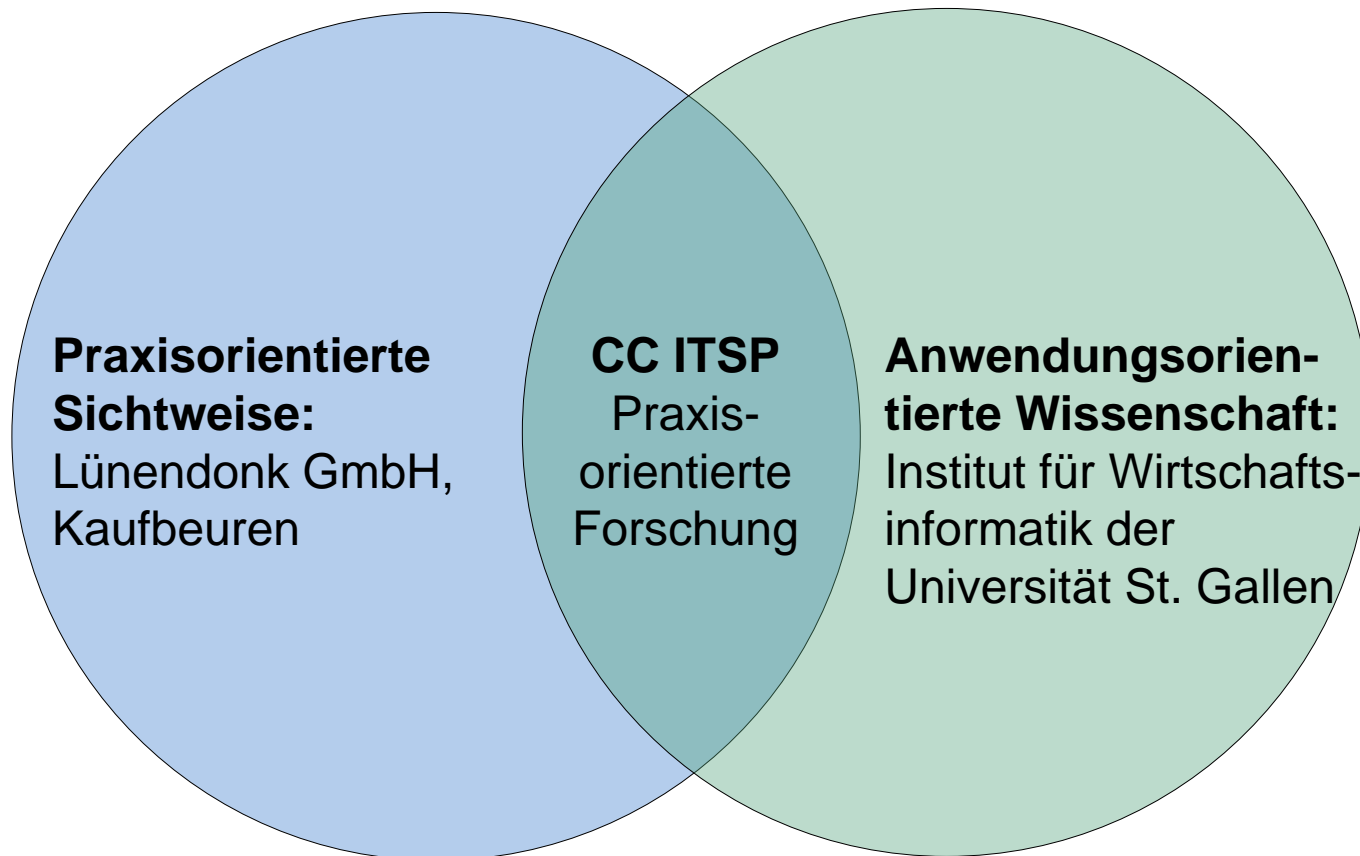 Praxisorientierte
Sichtweise:
Lünendonk GmbH,
Kaufbeuren
CC ITSP
Praxis-
orientierte
Forschung
Anwendungsorien-
tierte Wissenschaft:
Institut für Wirtschafts-
informatik der
Universität St. Gallen